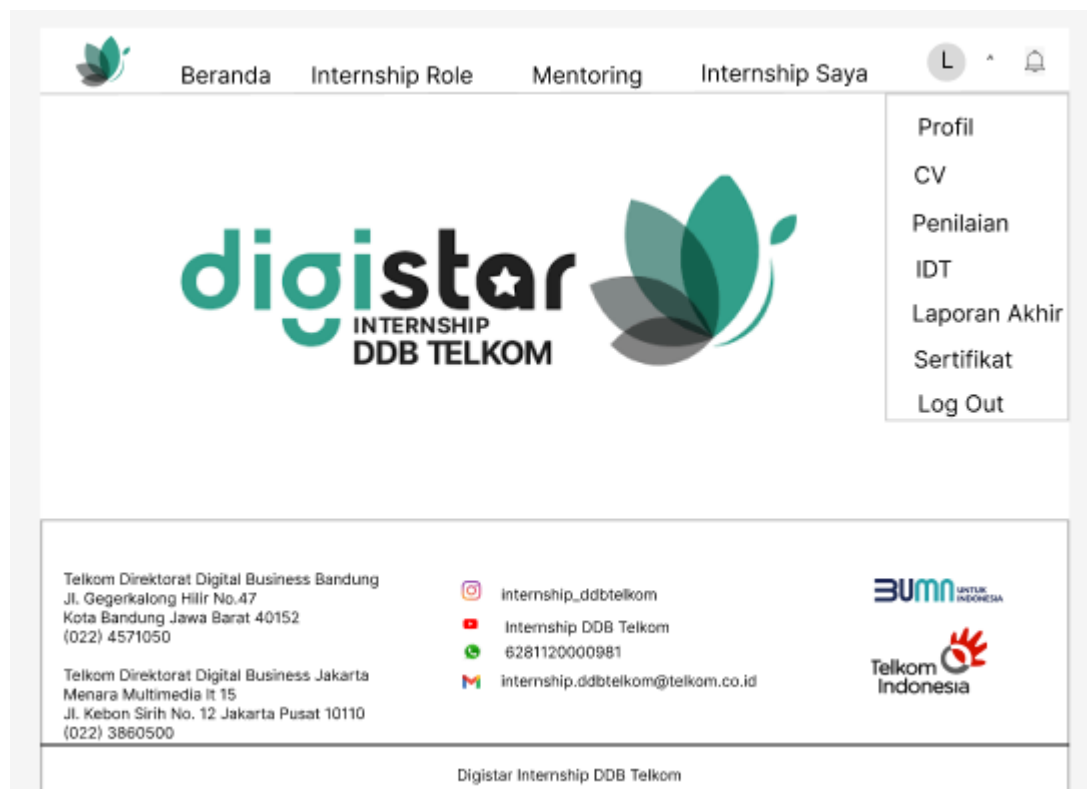 Beranda Internship Role Mentoring Internship Saya L
Profil
CV
Penilaian
IDT
Laporan Akhir
Sertifikat
Log Out
digistar
INTERNSHIP
DDB TELKOM
Telkom Direktorat Digital Business Bandung
Jl. Gegerkalong Hilir No.47
Kota Bandung Jawa Barat 40152
(022) 4571050
Telkom Direktorat Digital Business Jakarta
Menara Multimedia lt 15
Jl. Kebon Sirih No. 12 Jakarta Pusat 10110
(022) 3860500
internship_ddbtelkom
Internship DDB Telkom
6281120000981
internship.ddbtelkom@telkom.co.id
BUMN UNTUK
INDONESIA
Telkom
Indonesia
Digistar Internship DDB Telkom